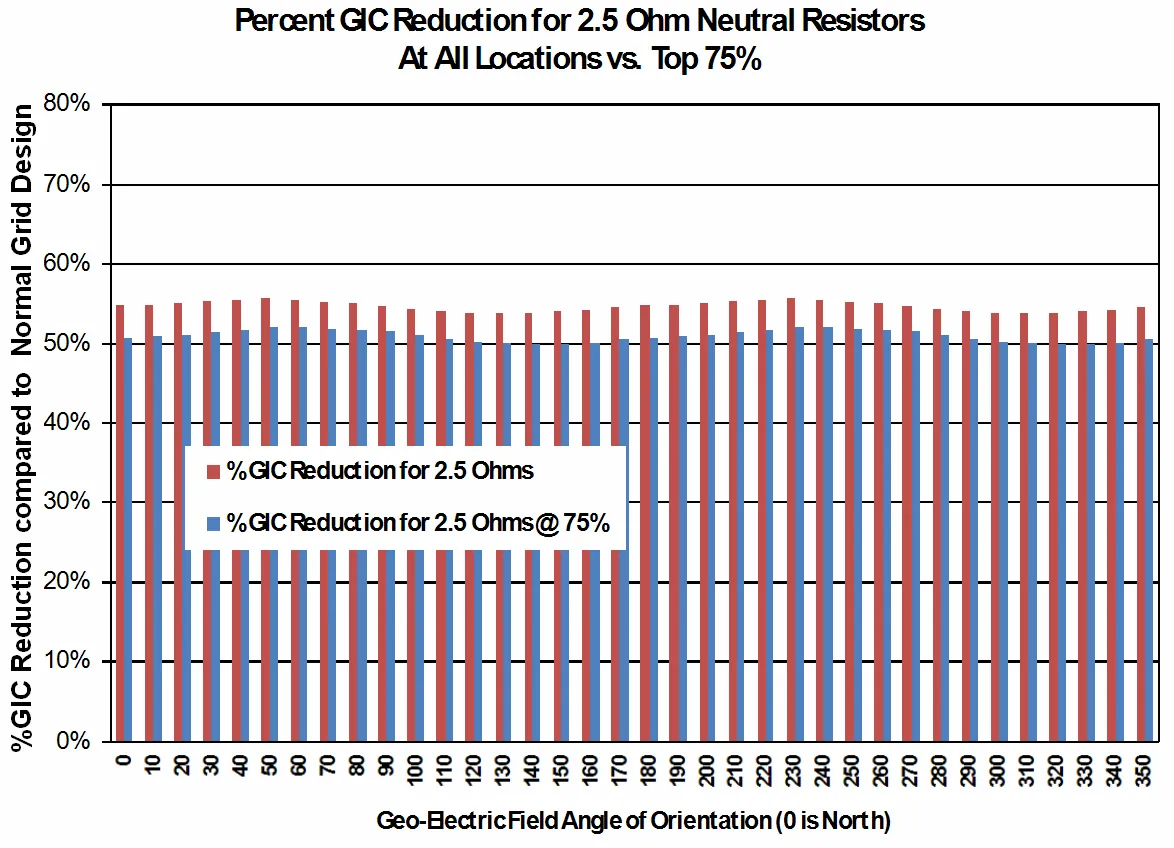 Percent GIC Reduction for 2.5 Ohm Neutral Resistors
At All Locations vs. Top 75%
%GIC Reduction compared to Normal Grid Design
80%
70%
60%
50%
40%
30%
20%
10%
0%
%GIC Reduction for 2.5 Ohms
%GIC Reduction for 2.5 Ohms@ 75%
0 10 20 30 40 50 60 70 80 90 100 110 120 130 140 150 160 170 180 190 200 210 220 230 240 250 260 270 280 290 300 310 320 330 340 350
Geo-Electric Field Angle of Orientation (0 is North)